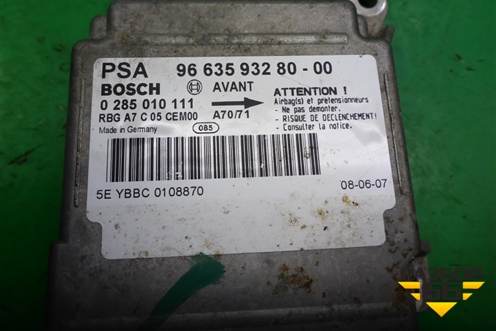 PSA 96 635 932 80 - 00
BOSCH AVANT
0 285 010 111
RBG A7 C 05 CEM00 A70/71
Made in Germany 085
ATTENTION !
Airbag(s) et pretensionneurs
- Ne pas demonter.
- RISQUE DE DECLENCHEMENT!
- Consulter la notice.
5E YBBC 0108870
08-06-07